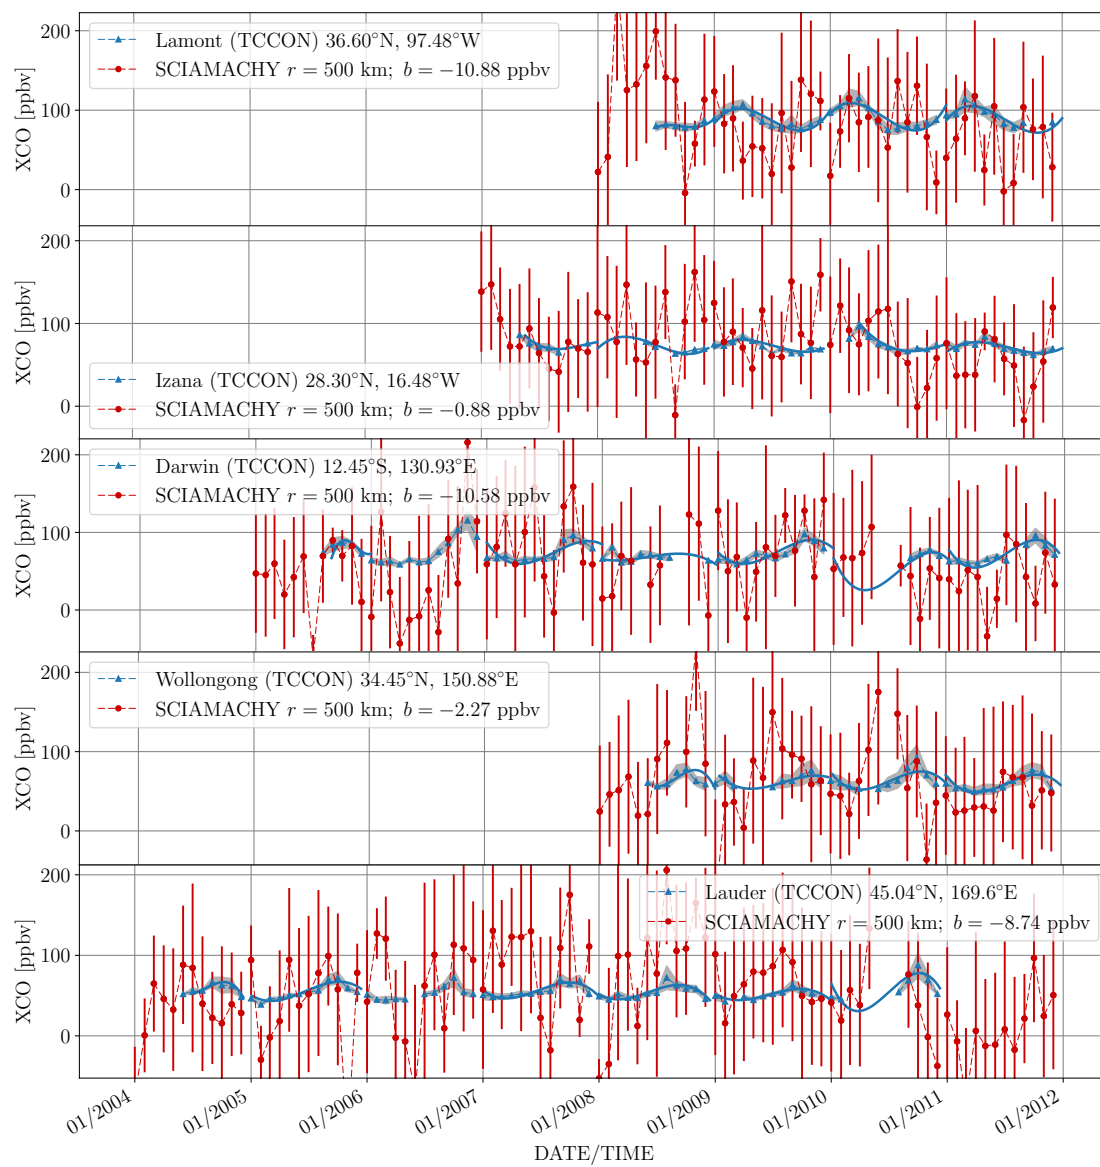 200
100
0
XCO [ppbv]
Lamont (TCCON) 36.60°N, 97.48°W
SCIAMACHY r = 500 km; b = −10.88 ppbv
200
100
0
XCO [ppbv]
Izana (TCCON) 28.30°N, 16.48°W
SCIAMACHY r = 500 km; b = −0.88 ppbv
200
100
0
XCO [ppbv]
Darwin (TCCON) 12.45°S, 130.93°E
SCIAMACHY r = 500 km; b = −10.58 ppbv
200
100
0
XCO [ppbv]
Wollongong (TCCON) 34.45°N, 150.88°E
SCIAMACHY r = 500 km; b = −2.27 ppbv
200
100
0
XCO [ppbv]
Lauder (TCCON) 45.04°N, 169.6°E
SCIAMACHY r = 500 km; b = −8.74 ppbv
01/2004
01/2005
01/2006
01/2007
01/2008
01/2009
01/2010
01/2011
01/2012
DATE/TIME